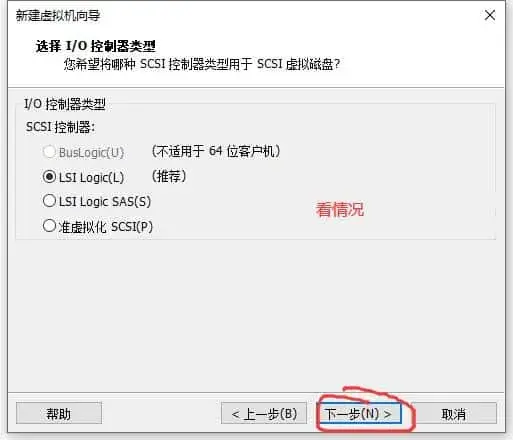 新建虚拟机向导
选择 I/O 控制器类型
您希望将哪种 SCSI 控制器类型用于 SCSI 虚拟磁盘?
I/O 控制器类型
SCSI 控制器:
BusLogic(U) (不适用于 64 位客户机)
LSI Logic(L) (推荐)
LSI Logic SAS(S)
准虚拟化 SCSI(P)
看情况
帮助 < 上一步(B) 下一步(N) > 取消